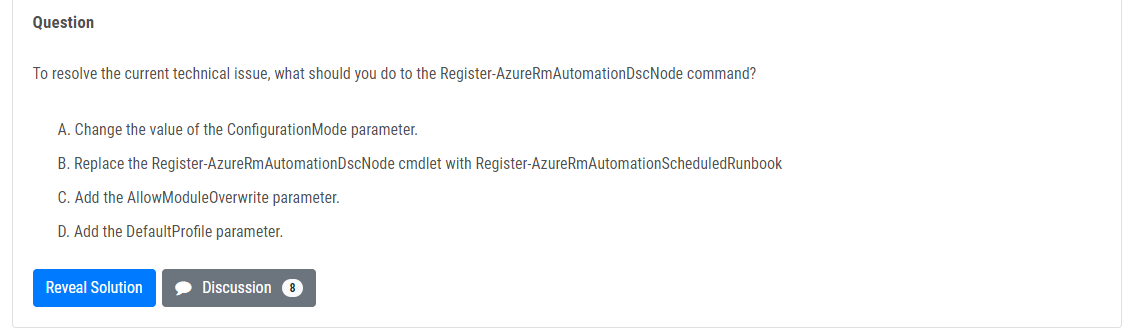 Question
To resolve the current technical issue, what should you do to the Register-AzureRmAutomationDscNode command?
A. Change the value of the ConfigurationMode parameter.
B. Replace the Register-AzureRmAutomationDscNode cmdlet with Register-AzureRmAutomationScheduledRunbook
C. Add the AllowModuleOverwrite parameter.
D. Add the DefaultProfile parameter.
Reveal Solution Discussion 8